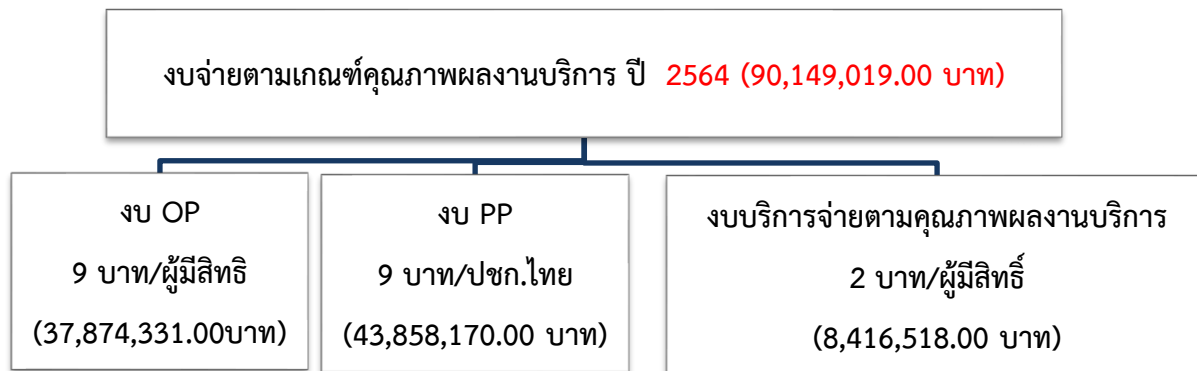 งบจ่ายตามเกณฑ์คุณภาพผลงานบริการ ปี 2564 (90,149,019.00 บาท)
งบ OP
9 บาท/ผู้มีสิทธิ
(37,874,331.00บาท)
งบ PP
9 บาท/ปชก.ไทย
(43,858,170.00 บาท)
งบบริการจ่ายตามคุณภาพผลงานบริการ
2 บาท/ผู้มีสิทธิ์
(8,416,518.00 บาท)